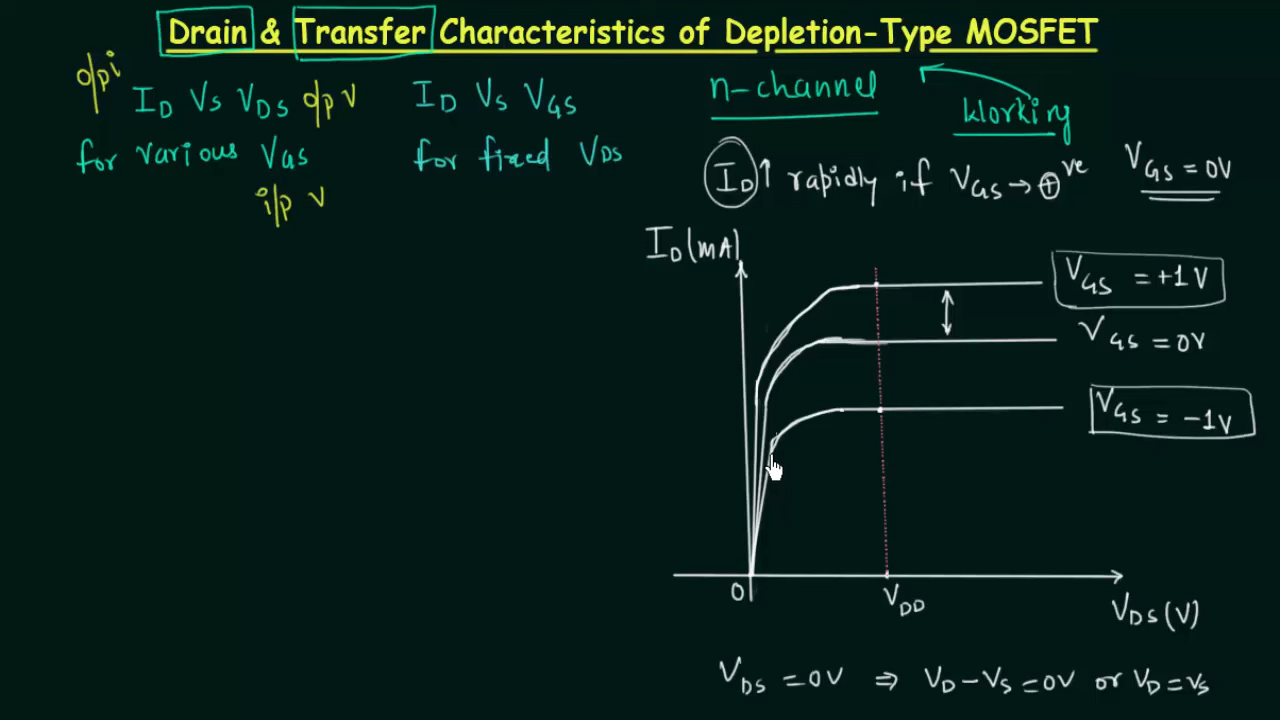 Drain & Transfer Characteristics of Depletion-Type MOSFET
o/p i
ID Vs VDS o/p v
for various VGS
i/p v
ID Vs VGS
for fixed VDS
n-channel
Working
ID↑ rapidly if VGS → ⊕ve
VGS = 0V
ID(mA)
VGS = +1V
VGS = 0V
VGS = -1V
0
VDD
VDS(V)
VDS = 0V ⇒ VD - VS = 0V or VD = VS